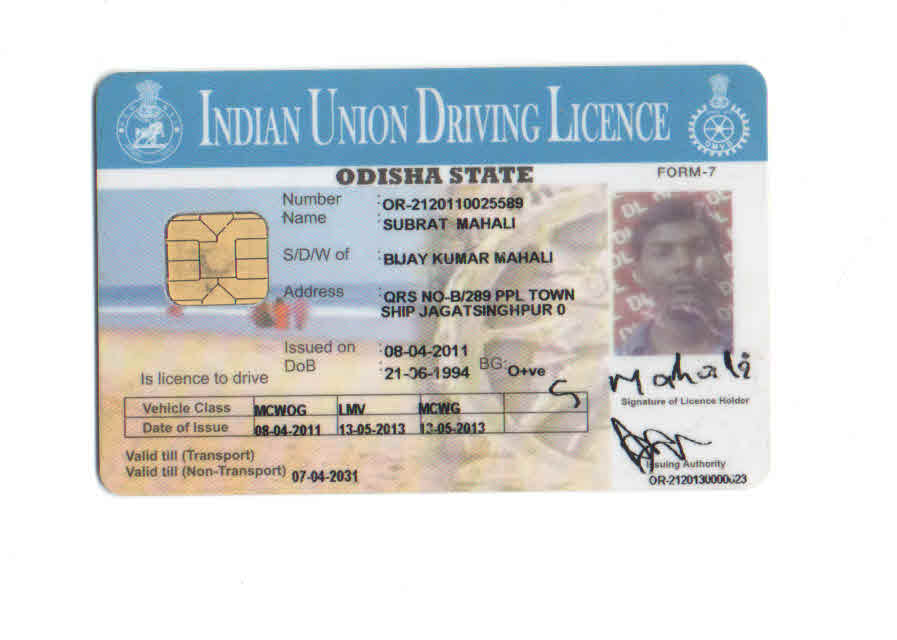 INDIAN UNION DRIVING LICENCE
ODISHA STATE
FORM-7
Number : OR-2120110025589
Name : SUBRAT MAHALI
S/D/W of : BIJAY KUMAR MAHALI
Address : QRS NO-B/289 PPL TOWN
SHIP JAGATSINGHPUR 0
Issued on : 08-04-2011
DoB : 21-06-1994 BG: O+ve
Is licence to drive
Vehicle Class MCWOG LMV MCWG
Date of Issue 08-04-2011 13-05-2013 13-05-2013
Valid till (Transport)
Valid till (Non-Transport) 07-04-2031
Mahali
Signature of Licence Holder
Issuing Authority